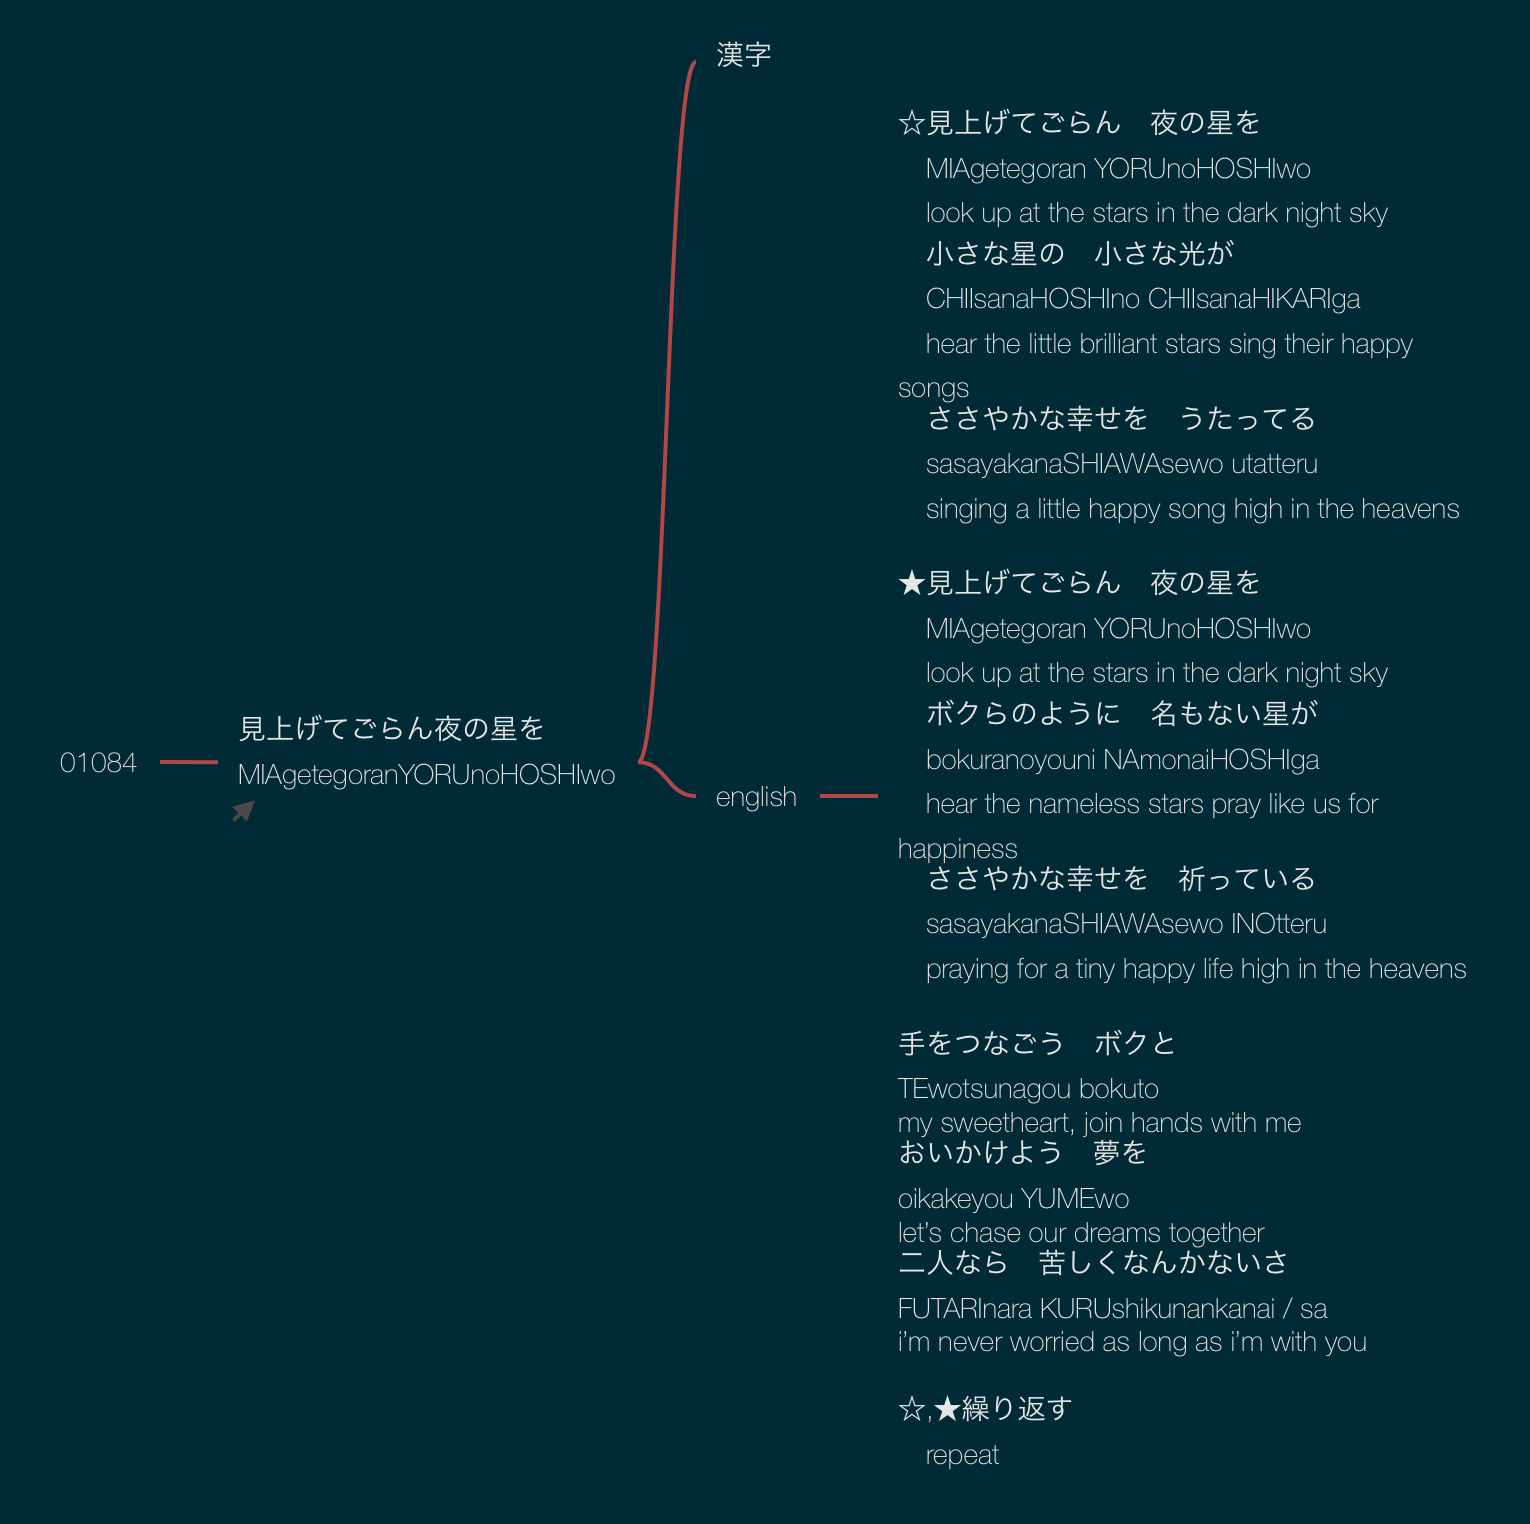 01084
見上げてごらん夜の星を
MIAgetegoranYORUnoHOSHIwo
漢字
english
☆見上げてごらん　夜の星を
MIAgetegoran YORUnoHOSHIwo
look up at the stars in the dark night sky
小さな星の　小さな光が
CHIIsanaHOSHIno CHIIsanaHIKARIga
hear the little brilliant stars sing their happy
songs
ささやかな幸せを　うたってる
sasayakanaSHIAWAsewo utatteru
singing a little happy song high in the heavens
★見上げてごらん　夜の星を
MIAgetegoran YORUnoHOSHIwo
look up at the stars in the dark night sky
ボクらのように　名もない星が
bokuranoyouni NAmonaiHOSHIga
hear the nameless stars pray like us for
happiness
ささやかな幸せを　祈っている
sasayakanaSHIAWAsewo INOtteru
praying for a tiny happy life high in the heavens
手をつなごう　ボクと
TEwotsunagou bokuto
my sweetheart, join hands with me
おいかけよう　夢を
oikakeyou YUMEwo
let’s chase our dreams together
二人なら　苦しくなんかないさ
FUTARInara KURUshikunankanai / sa
i’m never worried as long as i’m with you
☆,★繰り返す
repeat